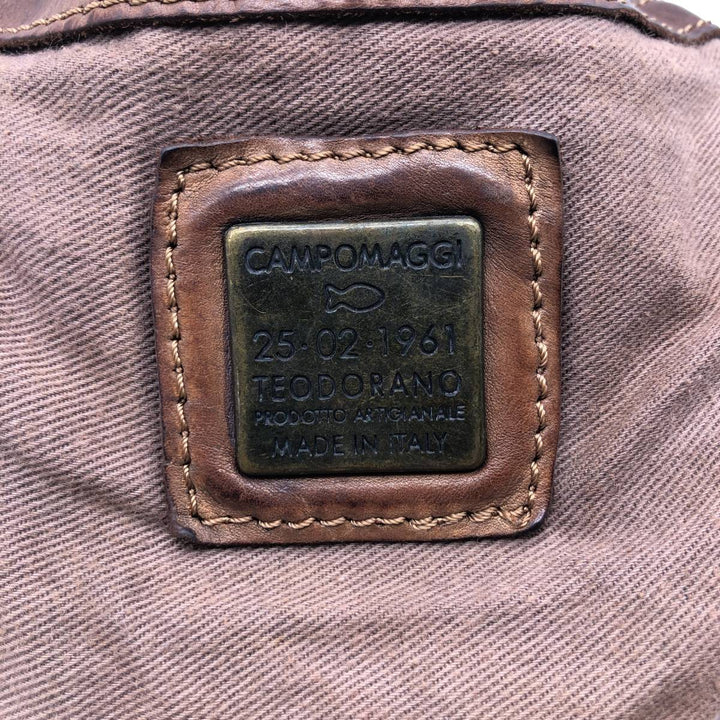 CAMPOMAGGI
25·02·1961
TEODORANO
PRODOTTO ARTIGIANALE
MADE IN ITALY